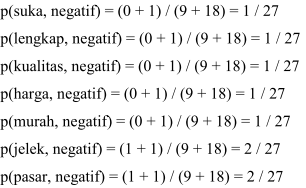 p(suka, negatif) = (0 + 1) / (9 + 18) = 1 / 27
p(lengkap, negatif) = (0 + 1) / (9 + 18) = 1 / 27
p(kualitas, negatif) = (0 + 1) / (9 + 18) = 1 / 27
p(harga, negatif) = (0 + 1) / (9 + 18) = 1 / 27
p(murah, negatif) = (0 + 1) / (9 + 18) = 1 / 27
p(jelek, negatif) = (1 + 1) / (9 + 18) = 2 / 27
p(pasar, negatif) = (1 + 1) / (9 + 18) = 2 / 27